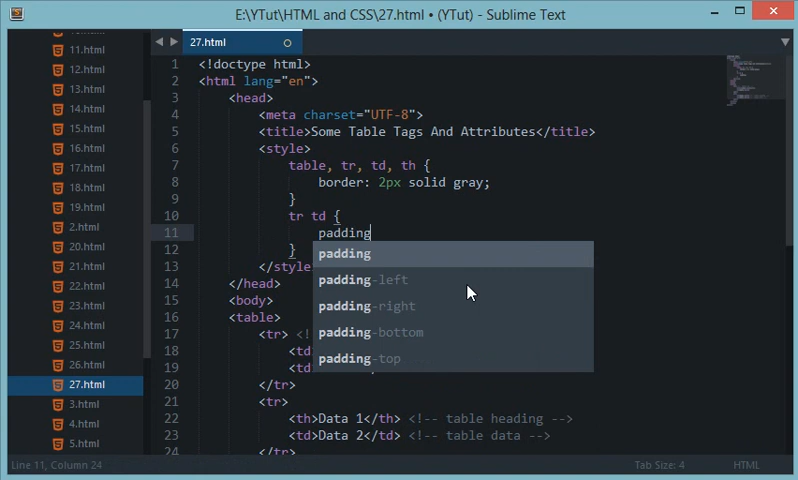 E:\YTut\HTML and CSS\27.html • (YTut) - Sublime Text
11.html
12.html
13.html
14.html
15.html
16.html
17.html
18.html
19.html
2.html
20.html
21.html
22.html
23.html
24.html
25.html
26.html
27.html
3.html
4.html
5.html
27.html
1 <!doctype html>
2 <html lang="en">
3 <head>
4 <meta charset="UTF-8">
5 <title>Some Table Tags And Attributes</title>
6 <style>
7 table, tr, td, th {
8 border: 2px solid gray;
9 }
10 tr td {
11 padding
12 }
13 </style
14 </head>
15 <body>
16 <table>
17 <tr> <!
18 <td
19 <td
20 </tr>
21 <tr>
22 <th>Data 1</th> <!-- table heading -->
23 <td>Data 2</td> <!-- table data -->
24 </tr>
padding
padding-left
padding-right
padding-bottom
padding-top
Line 11, Column 24
Tab Size: 4
HTML